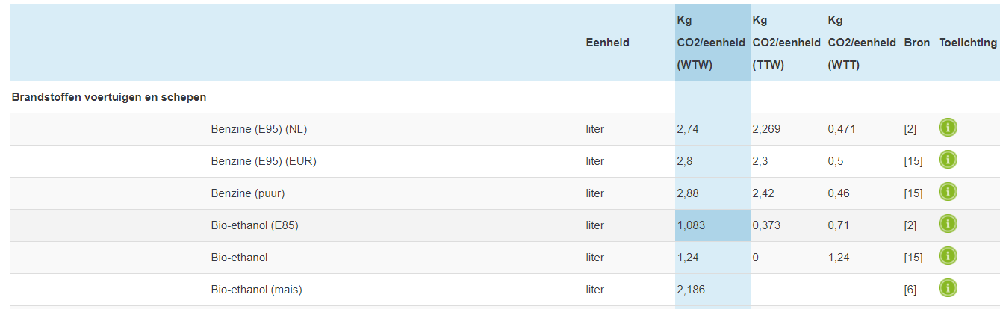 Eenheid Kg CO2/eenheid (WTW) Kg CO2/eenheid (TTW) Kg CO2/eenheid (WTT) Bron Toelichting
Brandstoffen voertuigen en schepen
Benzine (E95) (NL) liter 2,74 2,269 0,471 [2]
Benzine (E95) (EUR) liter 2,8 2,3 0,5 [15]
Benzine (puur) liter 2,88 2,42 0,46 [15]
Bio-ethanol (E85) liter 1,083 0,373 0,71 [2]
Bio-ethanol liter 1,24 0 1,24 [15]
Bio-ethanol (mais) liter 2,186 [6]